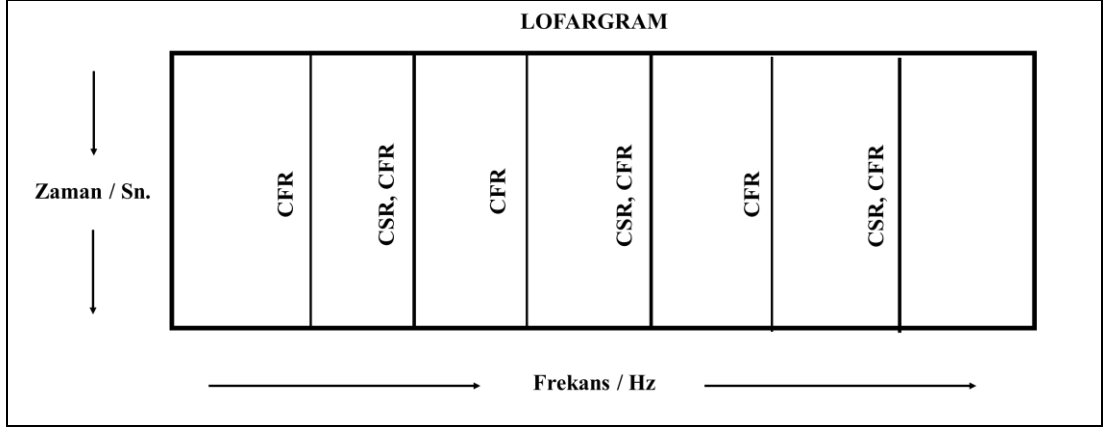 LOFARGRAM
Zaman / Sn.
CFR
CSR, CFR
CFR
CSR, CFR
CFR
CSR, CFR
Frekans / Hz